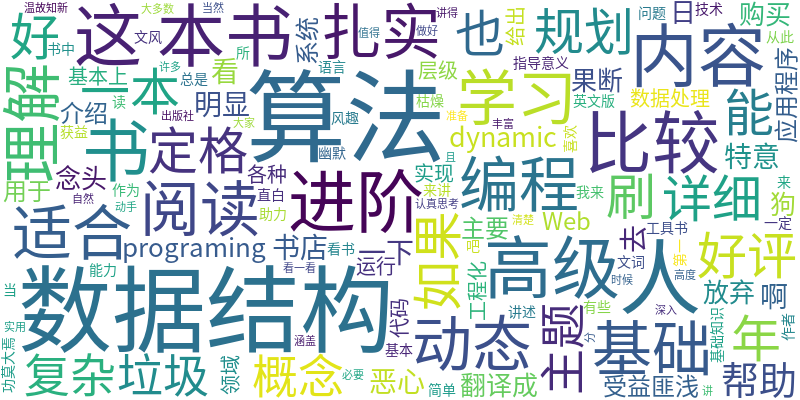 温故知新
大多数
当然
这本书
扎实
也
给出
规划
问题
技术
日
购买
好
文风
书中
许多
值得
做好
讲得
系统
所
从此
内容
理解
基本上
一本
总是
看
语言
层级
指导意义
果断
应用程序
算法
学习
英文版
数据处理
能
介绍
明显
风趣
枯燥
准备
获益
读
出版社
大家
丰富
喜欢
dynamic
比较
特意
书
定格
幽默
实现
念头
各种
进阶
编程
刷
详细
用于
作为
直白
来讲
且
我来
来
狗
自然
动手
助力
认真思考
清楚
适合
阅读
如果
主要
Web
吧
去
工具书
第一
一定
programing
书店
看书
一下
高级
人
好评
能力
看一看
运行
工程化
文词
时候
高度
放弃
啊
数据结构
代码
动态
讲述
有些
主题
基础
深入
年
作者
实用
涵盖
基本
分
基础知识
功莫大焉
复杂
垃圾
领域
概念
必要
恶心
简单
翻译成
受益匪浅
讲
帮助